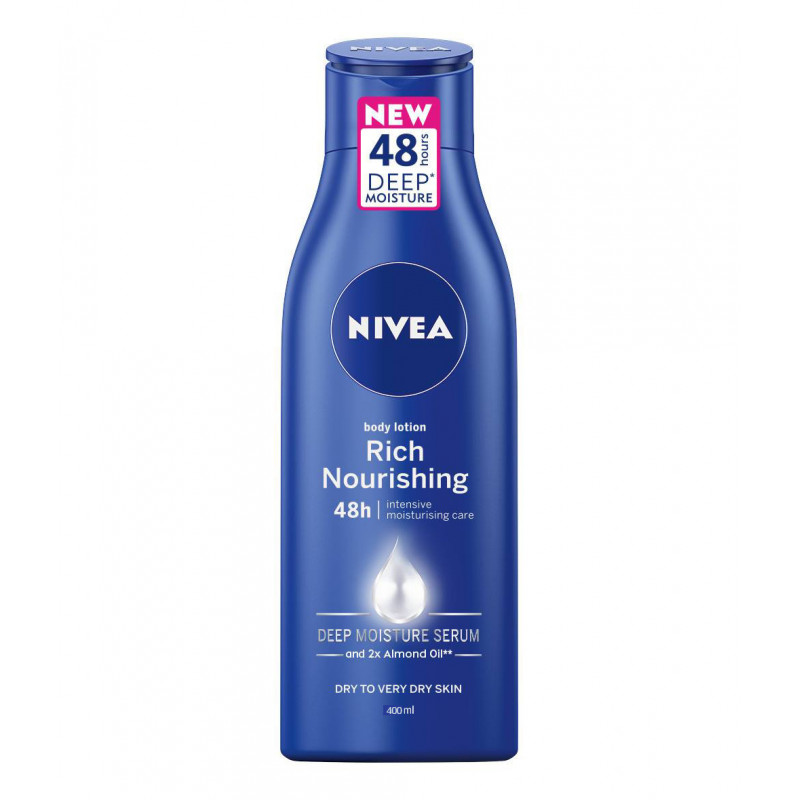 NIVEA
NEW
48 hours
DEEP*
MOISTURE
NIVEA
body lotion
Rich
Nourishing
48h | intensive
moisturising care
DEEP MOISTURE SERUM
and 2x Almond Oil**
DRY TO VERY DRY SKIN
400 ml